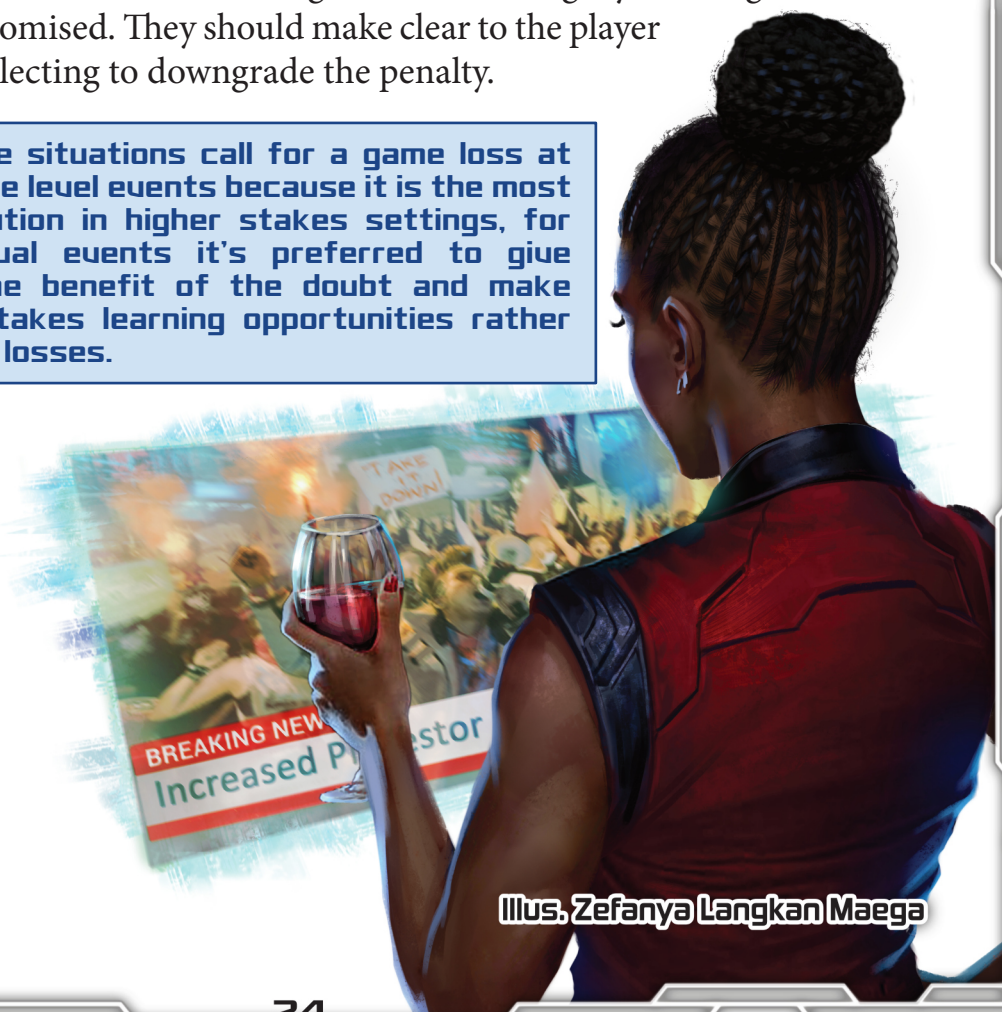 omised. They should make clear to the player
lecting to downgrade the penalty.
e situations call for a game loss at
e level events because it is the most
ution in higher stakes settings, for
ual events it's preferred to give
he benefit of the doubt and make
takes learning opportunities rather
losses.
"TAKE
IT
DOWN!
BREAKING NEW
Increased P estor
Illus. Zefanya Langkan Maega